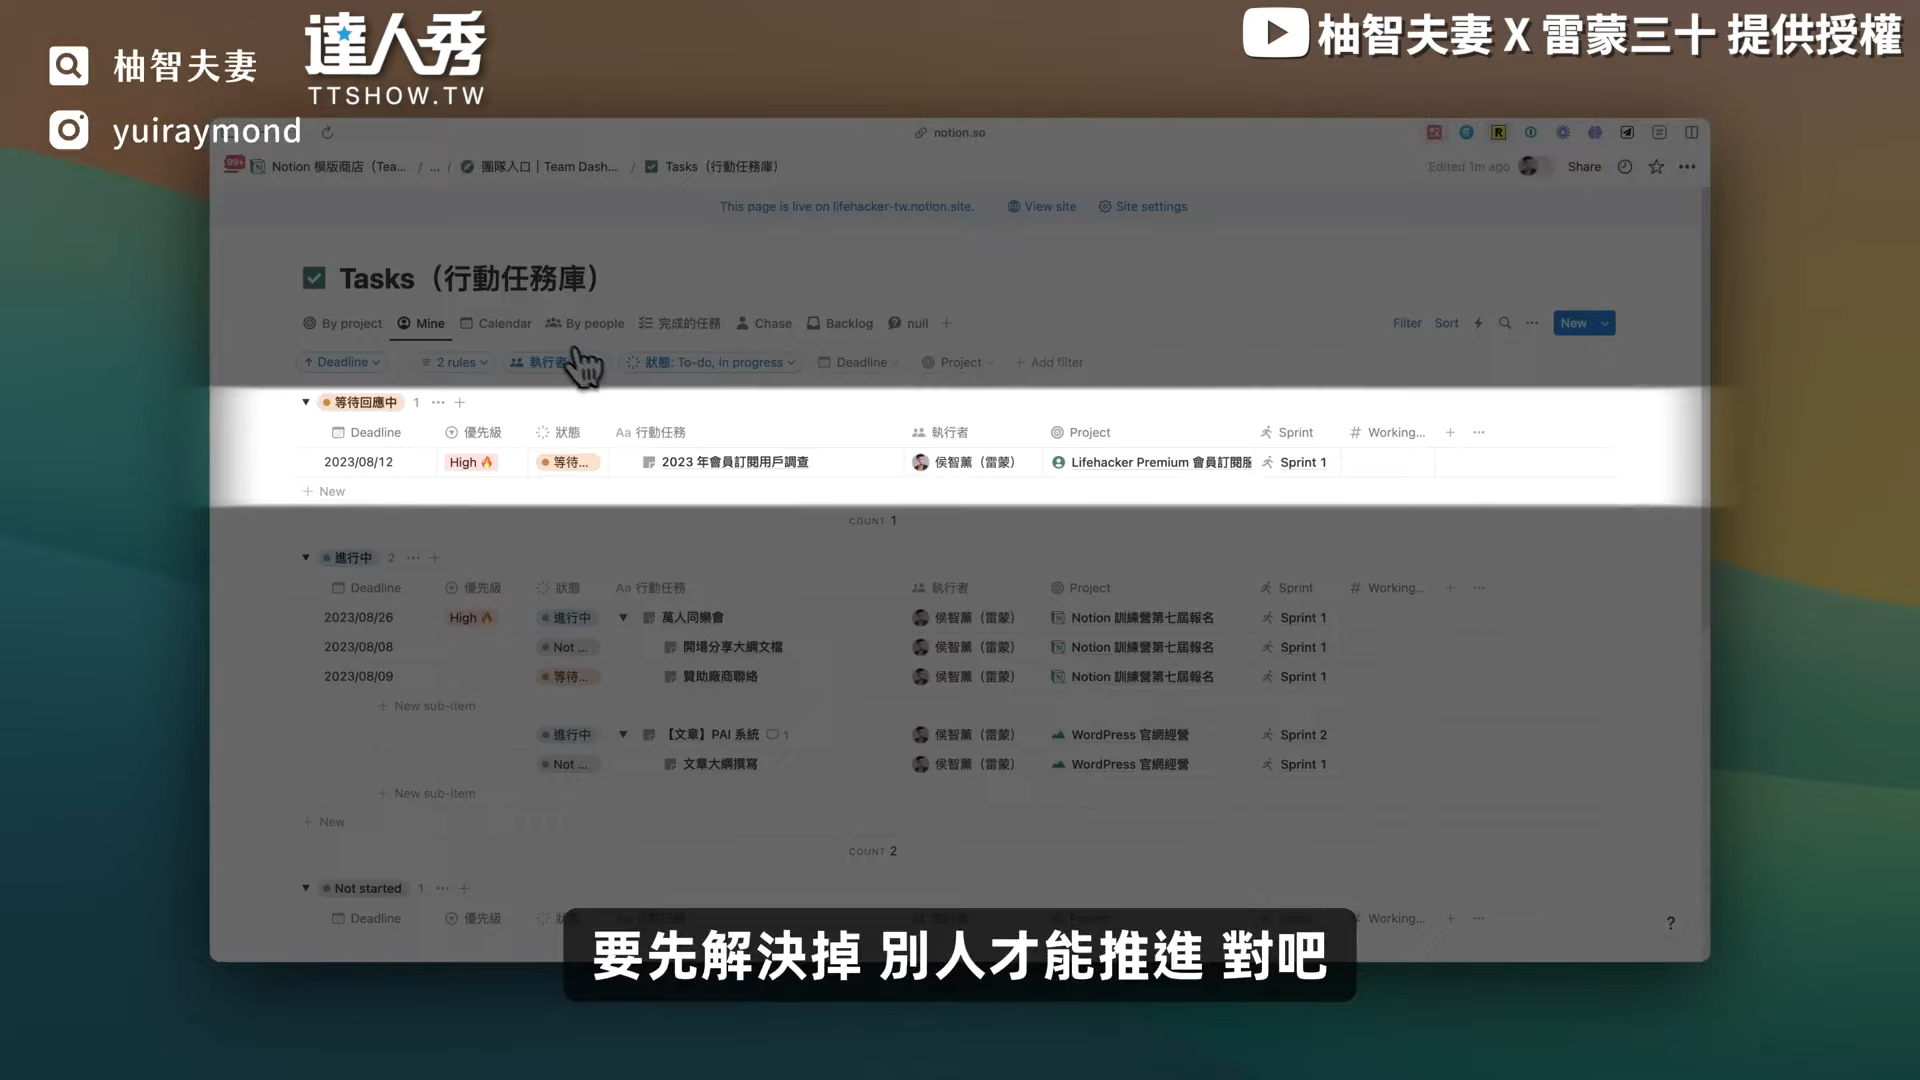 柚智夫妻
yuiraymond
達人秀
TTSHOW.TW
柚智夫妻 X 雷蒙三十 提供授權
notion.so
99+ Notion 模版商店（Tea... / ... / 團隊入口 | Team Dash... / Tasks（行動任務庫）
Edited 1m ago Share
This page is live on lifehacker-tw.notion.site. View site Site settings
Tasks（行動任務庫）
By project Mine Calendar By people 完成的任務 Chase Backlog null
Filter Sort New
Deadline 2 rules 執行者 狀態: To-do, in progress Deadline Project + Add filter
等待回應中 1
Deadline 優先級 狀態 Aa 行動任務 執行者 Project Sprint # Working...
2023/08/12 High 等待... 2023 年會員訂閱用戶調查 侯智薰（雷蒙） Lifehacker Premium 會員訂閱服 Sprint 1
+ New
COUNT 1
進行中 2
Deadline 優先級 狀態 Aa 行動任務 執行者 Project Sprint # Working...
2023/08/26 High 進行中 萬人同樂會 侯智薰（雷蒙） Notion 訓練營第七屆報名 Sprint 1
2023/08/08 Not ... 開場分享大綱文檔 侯智薰（雷蒙） Notion 訓練營第七屆報名 Sprint 1
2023/08/09 等待... 贊助廠商聯絡 侯智薰（雷蒙） Notion 訓練營第七屆報名 Sprint 1
+ New sub-item
進行中 【文章】PAI 系統 1 侯智薰（雷蒙） WordPress 官網經營 Sprint 2
Not ... 文章大綱撰寫 侯智薰（雷蒙） WordPress 官網經營 Sprint 1
+ New sub-item
+ New
COUNT 2
Not started 1
Deadline 優先級 Working...
?
要先解決掉 別人才能推進 對吧